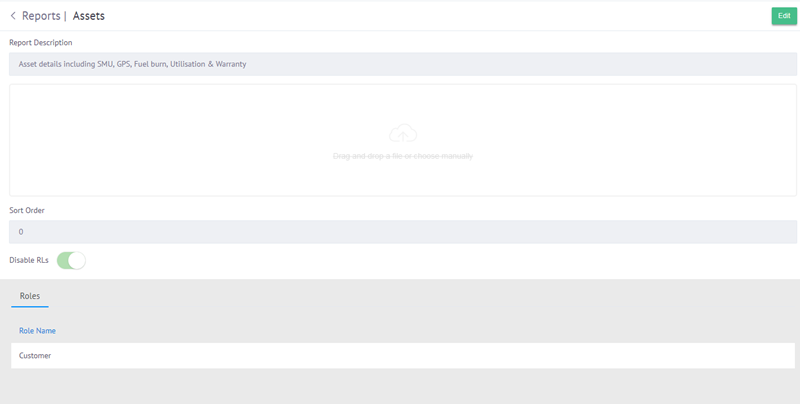 Reports | Assets
Edit
Report Description
Asset details including SMU, GPS, Fuel burn, Utilisation & Warranty
Drag and drop a file or choose manually
Sort Order
0
Disable RLs
Roles
Role Name
Customer